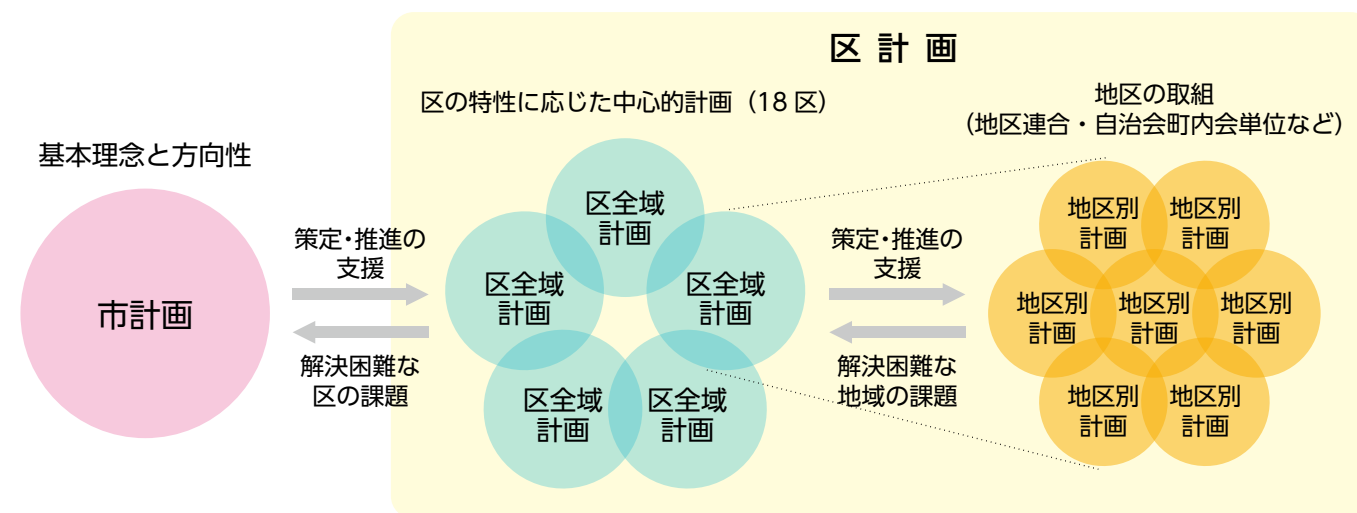 区計画
区の特性に応じた中心的計画（18 区）
地区の取組
（地区連合・自治会町内会単位など）
基本理念と方向性
市計画
策定・推進の
支援
解決困難な
区の課題
区全域
計画
区全域
計画
区全域
計画
区全域
計画
区全域
計画
策定・推進の
支援
解決困難な
地域の課題
地区別
計画
地区別
計画
地区別
計画
地区別
計画
地区別
計画
地区別
計画
地区別
計画